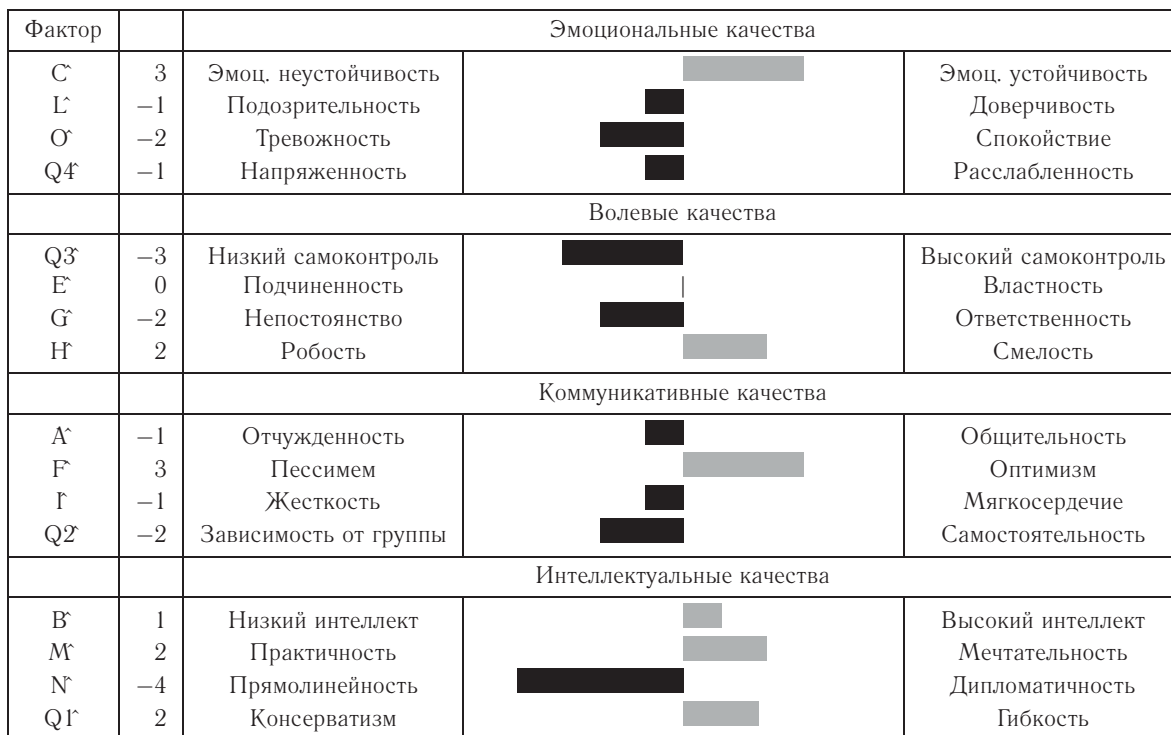 Фактор Эмоциональные качества
C^ 3 Эмоц. неустойчивость Эмоц. устойчивость
L^ −1 Подозрительность Доверчивость
O^ −2 Тревожность Спокойствие
Q4^ −1 Напряженность Расслабленность
Волевые качества
Q3^ −3 Низкий самоконтроль Высокий самоконтроль
E^ 0 Подчиненность Властность
G^ −2 Непостоянство Ответственность
H^ 2 Робость Смелость
Коммуникативные качества
A^ −1 Отчужденность Общительность
F^ 3 Пессимем Оптимизм
I^ −1 Жесткость Мягкосердечие
Q2^ −2 Зависимость от группы Самостоятельность
Интеллектуальные качества
B^ 1 Низкий интеллект Высокий интеллект
M^ 2 Практичность Мечтательность
N^ −4 Прямолинейность Дипломатичность
Q1^ 2 Консерватизм Гибкость